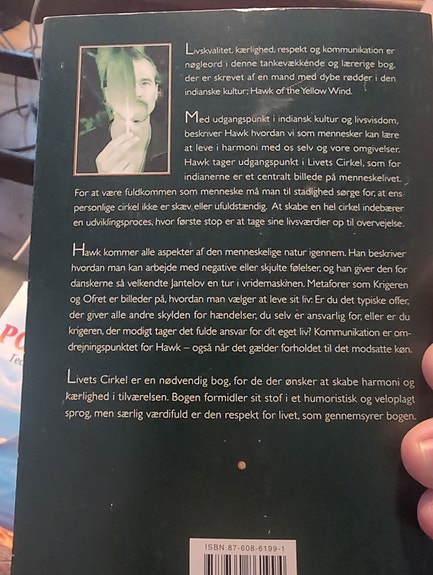 Livskvalitet, kærlighed, respekt og kommunikation er
nøgleord i denne tankevækkende og lærerige bog,
der er skrevet af en mand med dybe rødder i den
indianske kultur; Hawk of the Yellow Wind.
Med udgangspunkt i indiansk kultur og livsvisdom,
beskriver Hawk hvordan vi som mennesker kan lære
at leve i harmoni med os selv og vore omgivelser.
Hawk tager udgangspunkt i Livets Cirkel, som for
indianerne er et centralt billede på menneskelivet.
For at være fuldkommen som menneske må man til stadighed sørge for, at ens
personlige cirkel ikke er skæv eller ufuldstændig. At skabe en hel cirkel indebærer
en udviklingsproces, hvor første stop er at tage sine livsværdier op til overvejelse.
Hawk kommer alle aspekter af den menneskelige natur igennem. Han beskriver
hvordan man kan arbejde med negative eller skjulte følelser, og han giver den for
danskerne så velkendte Jantelov en tur i vridemaskinen. Metaforer som Krigeren
og Ofret er billeder på, hvordan man vælger at leve sit liv: Er du det typiske offer,
der giver alle andre skylden for hændelser, du selv er ansvarlig for, eller er du
krigeren, der modigt tager det fulde ansvar for dit eget liv? Kommunikation er om-
drejningspunktet for Hawk – også når det gælder forholdet til det modsatte køn.
Livets Cirkel er en nødvendig bog, for de der ønsker at skabe harmoni og
kærlighed i tilværelsen. Bogen formidler sit stof i et humoristisk og veloplagt
sprog, men særlig værdifuld er den respekt for livet, som gennemsyrer bogen.
ISBN 87-608-6199-1